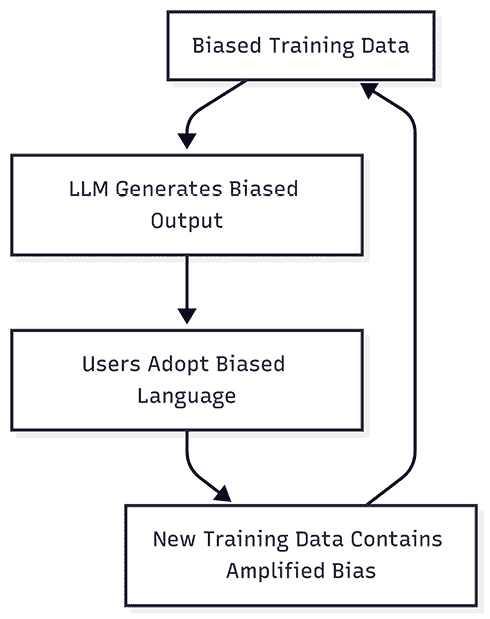 Biased Training Data
LLM Generates Biased
Output
Users Adopt Biased
Language
New Training Data Contains
Amplified Bias